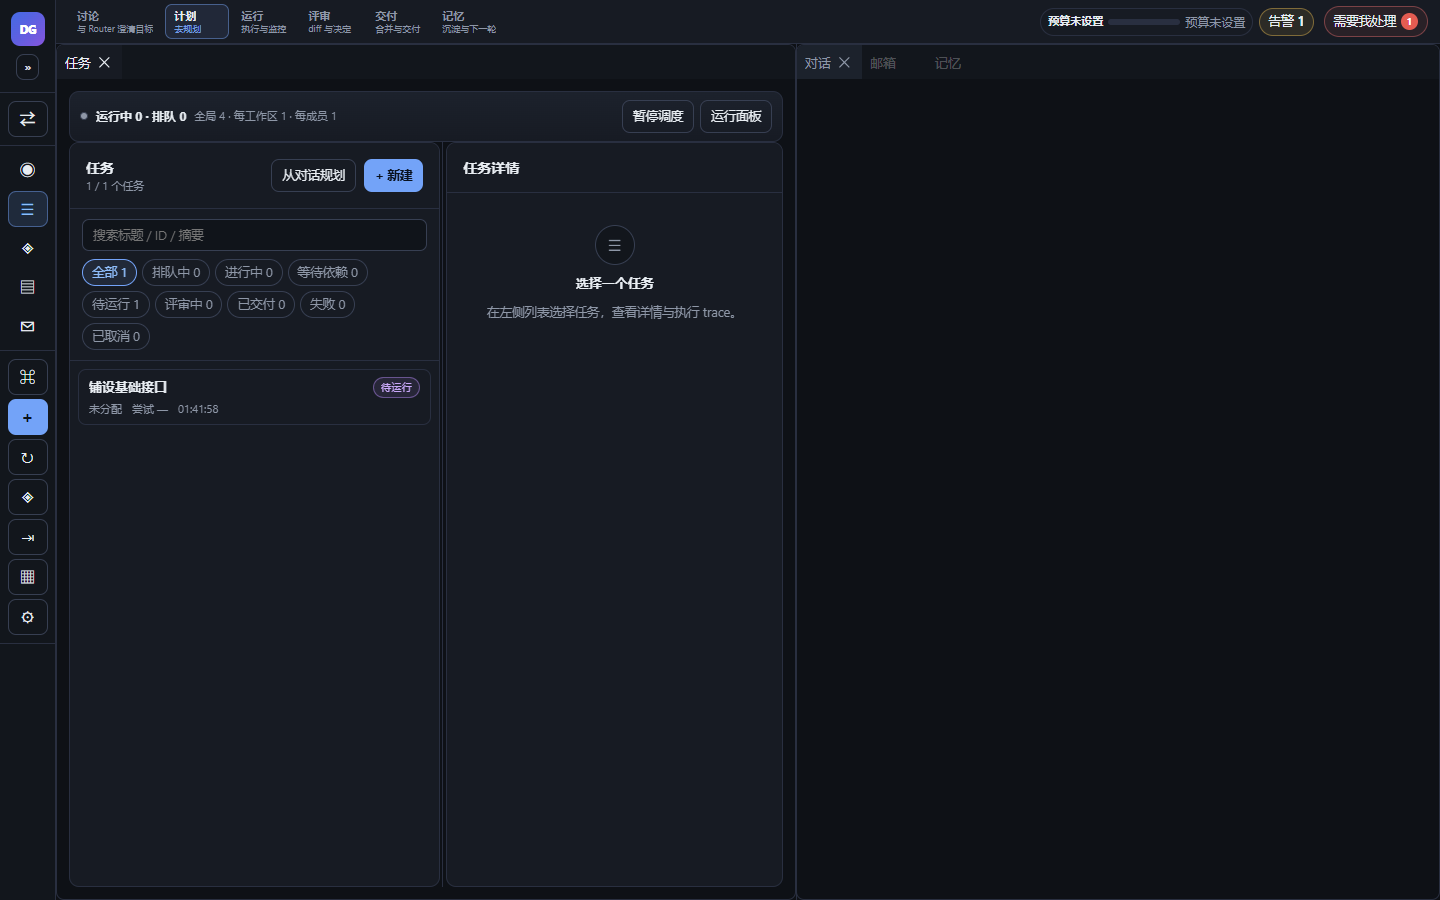 DG
»
讨论
与 Router 澄清目标
计划
去规划
运行
执行与监控
评审
diff 与决定
交付
合并与交付
记忆
沉淀与下一轮
预算未设置
预算未设置
告警 1
需要我处理 1
任务
对话
邮箱
记忆
运行中 0 · 排队 0 全局 4 · 每工作区 1 · 每成员 1
暂停调度
运行面板
任务
1 / 1 个任务
从对话规划
+ 新建
搜索标题 / ID / 摘要
全部 1
排队中 0
进行中 0
等待依赖 0
待运行 1
评审中 0
已交付 0
失败 0
已取消 0
铺设基础接口
待运行
未分配 尝试 — 01:41:58
任务详情
选择一个任务
在左侧列表选择任务，查看详情与执行 trace。